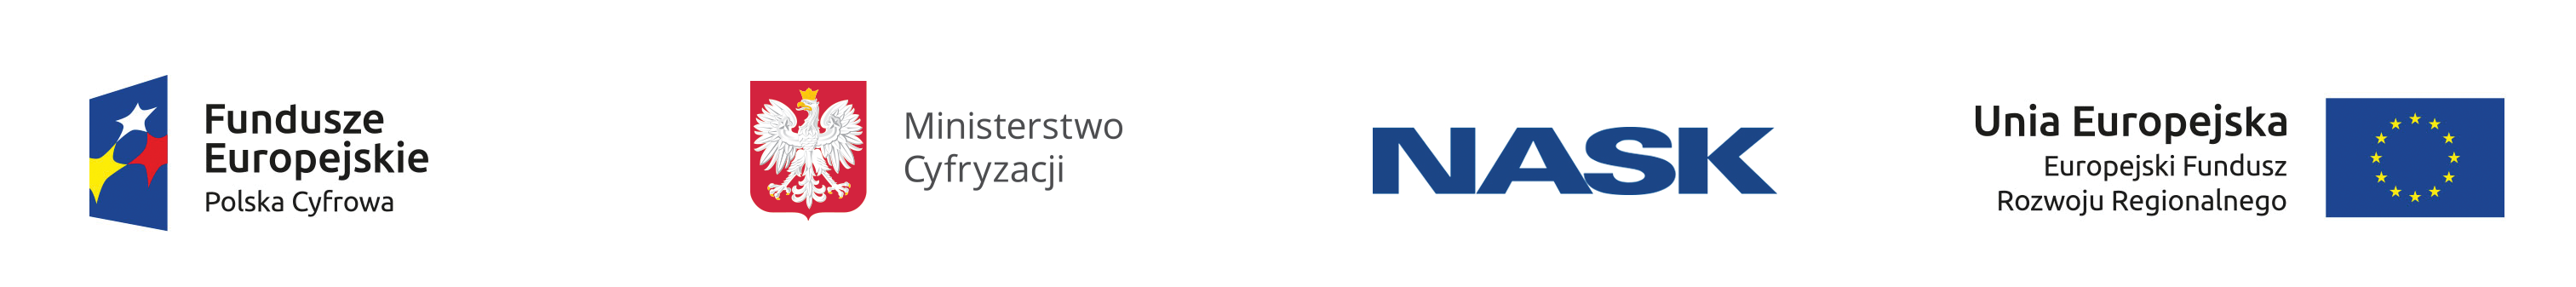 Fundusze
Europejskie
Polska Cyfrowa
Ministerstwo
Cyfryzacji
NASK
Unia Europejska
Europejski Fundusz
Rozwoju Regionalnego